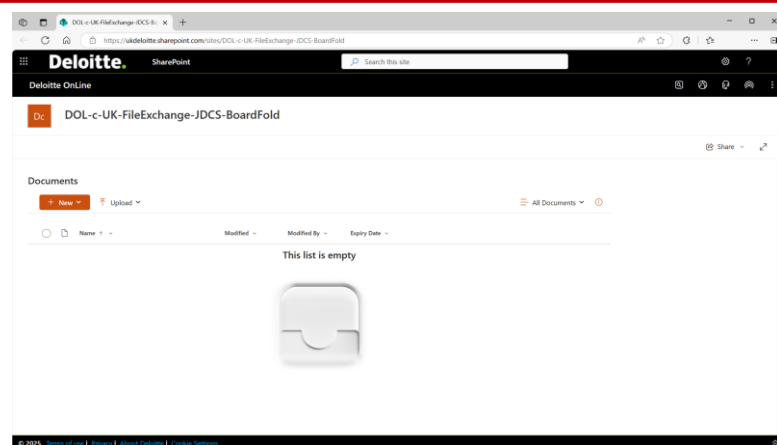 DOL-c-UK-FileExchange-JDCS-Bo
https://ukdeloitte.sharepoint.com/sites/DOL-c-UK-FileExchange-JDCS-BoardFold
Deloitte. SharePoint Search this site
Deloitte OnLine
Dc DOL-c-UK-FileExchange-JDCS-BoardFold
Share
Documents
+ New Upload All Documents
Name Modified Modified By Expiry Date
This list is empty
© 2025 Terms of use | Privacy | About Deloitte | Cookie Settings